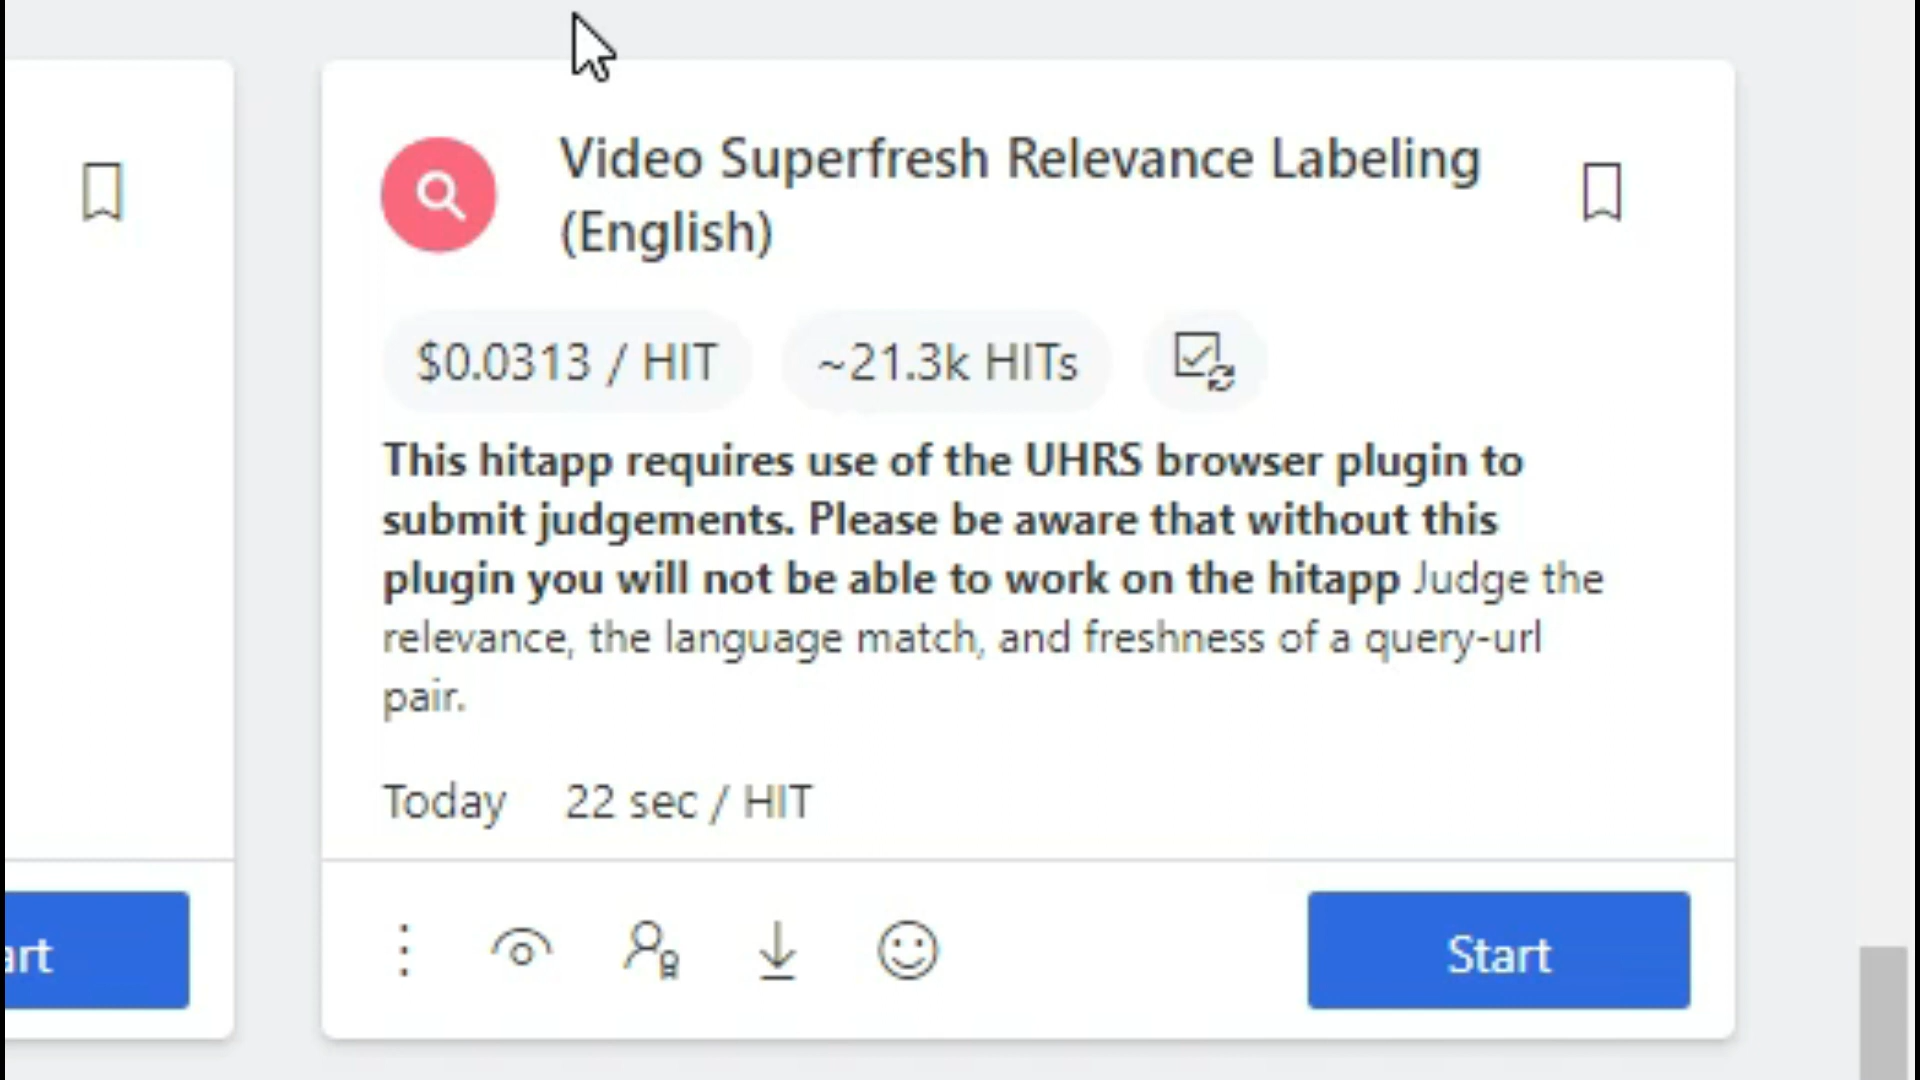 Video Superfresh Relevance Labeling
(English)
$0.0313 / HIT ~21.3k HITs
This hitapp requires use of the UHRS browser plugin to
submit judgements. Please be aware that without this
plugin you will not be able to work on the hitapp Judge the
relevance, the language match, and freshness of a query-url
pair.
Today 22 sec / HIT
art Start